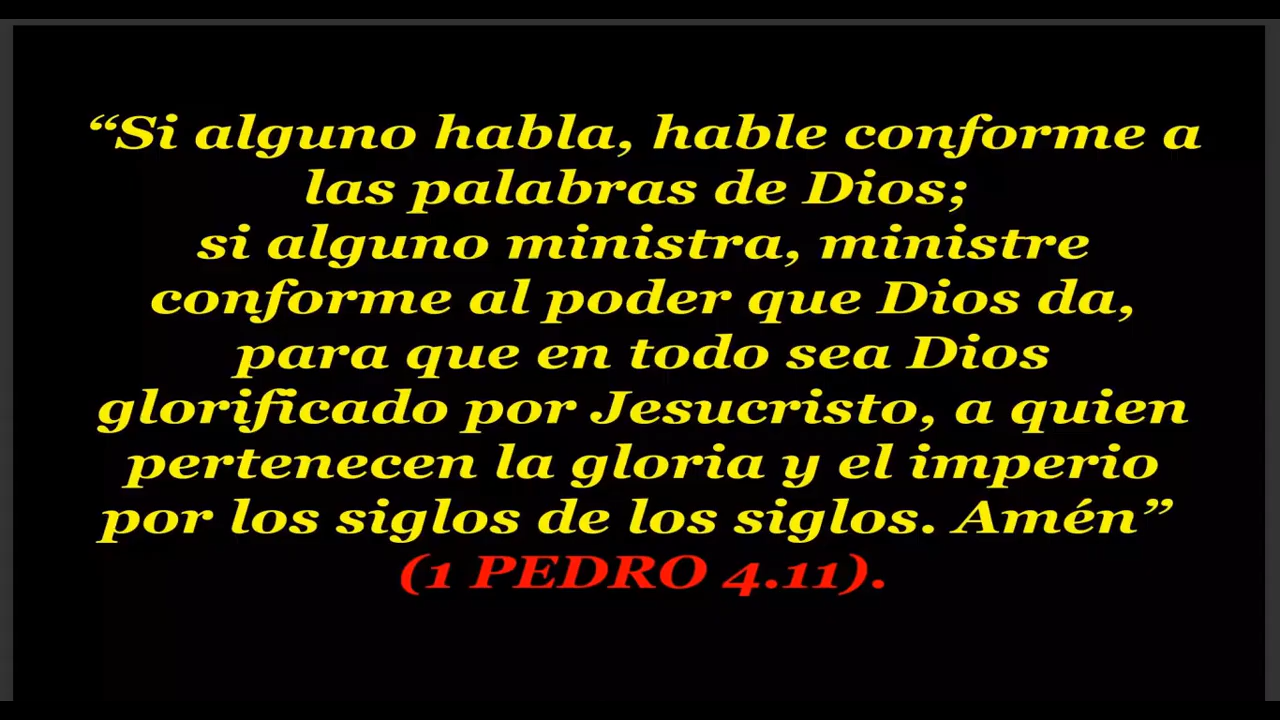 “Si alguno habla, hable conforme a
las palabras de Dios;
si alguno ministra, ministre
conforme al poder que Dios da,
para que en todo sea Dios
glorificado por Jesucristo, a quien
pertenecen la gloria y el imperio
por los siglos de los siglos. Amén”
(1 PEDRO 4.11).